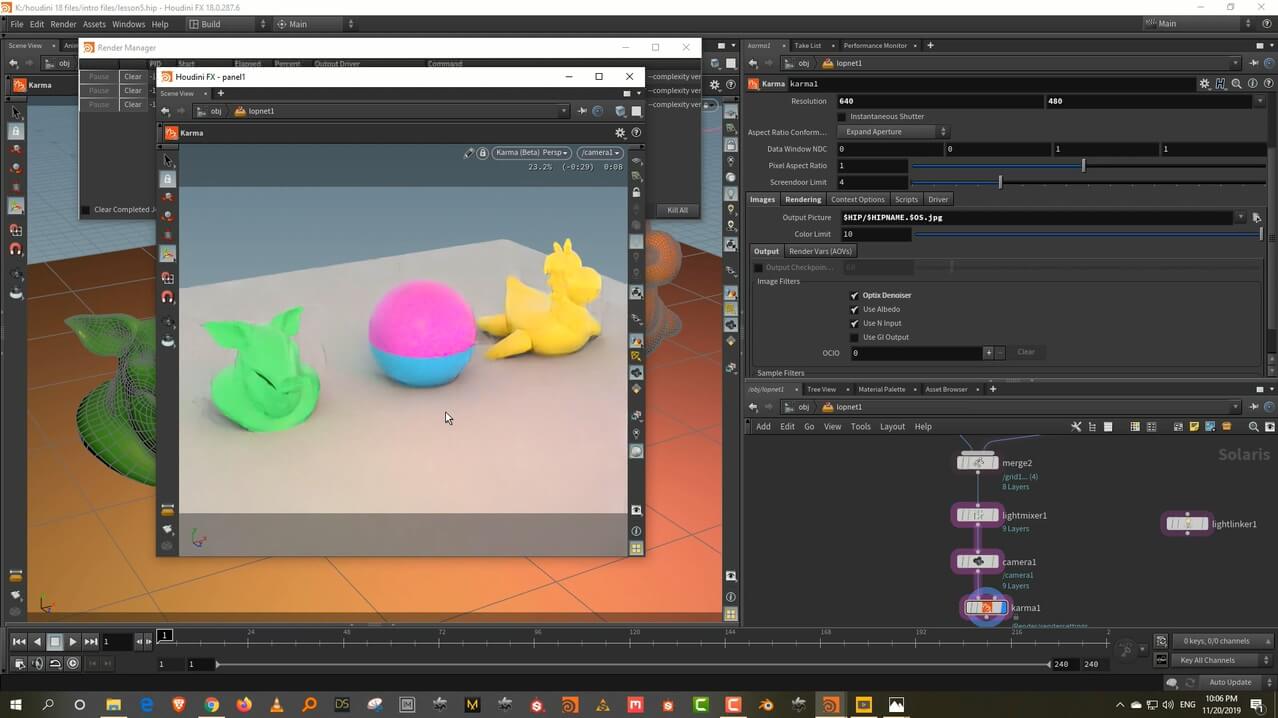 K:/houdini 18 files/intro files/lesson5.hip - Houdini FX 18.0.287.6
File Edit Render Assets Windows Help Build Main Main
Scene View
Render Manager
PID Start Elapsed Percent Output Driver Command
Pause Clear
Pause Clear
Pause Clear
--complexity ver
--complexity ver
--complexity ver
Clear Completed
Kill All
obj
Karma
Houdini FX - panel1
Scene View
obj lopnet1
Karma
Karma (Beta) Persp /camera1
23.2% (-0:29) 0:08
karma1 Take List Performance Monitor
obj lopnet1
Karma karma1
Resolution 640 480
Instantaneous Shutter
Aspect Ratio Conform... Expand Aperture
Data Window NDC 0 0 1 1
Pixel Aspect Ratio 1
Screendoor Limit 4
Images Rendering Context Options Scripts Driver
Output Picture $HIP/$HIPNAME.$OS.jpg
Color Limit 10
Output Render Vars (AOVs)
Output Checkpoin...
Image Filters
Optix Denoiser
Use Albedo
Use N Input
Use GI Output
OCIO 0 Clear
Sample Filters
/obj/lopnet1 Tree View Material Palette Asset Browser
obj lopnet1
Add Edit Go View Tools Layout Help
Solaris
merge2
/grid1... (4)
8 Layers
lightmixer1
9 Layers
lightlinker1
camera1
/camera1
9 Layers
karma1
/Render/rendersettings
1 1 24 48 72 96 120 144 168 192 216 2
1 1 240 240
0 keys, 0/0 channels
Key All Channels
Auto Update
ENG
10:06 PM
11/20/2019